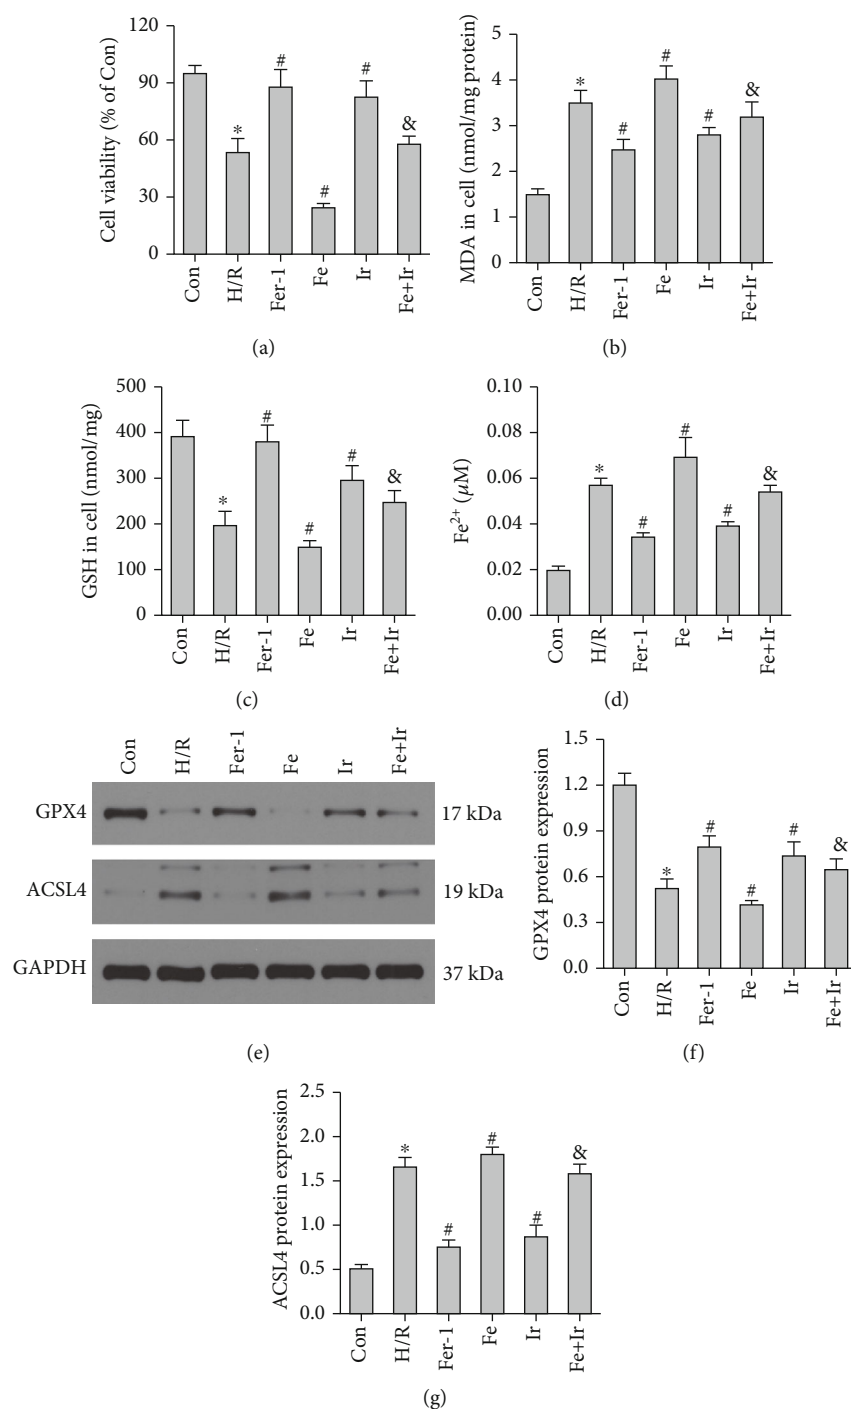 Cell viability (% of Con)
120
90
60
30
0
*
#
#
#
&
Con
H/R
Fer-1
Fe
Ir
Fe+Ir
(a)
MDA in cell (nmol/mg protein)
5
4
3
2
1
0
*
#
#
#
&
Con
H/R
Fer-1
Fe
Ir
Fe+Ir
(b)
GSH in cell (nmol/mg)
500
400
300
200
100
0
*
#
#
#
&
Con
H/R
Fer-1
Fe
Ir
Fe+Ir
(c)
Fe²⁺ (μM)
0.10
0.08
0.06
0.04
0.02
0.00
*
#
#
#
&
Con
H/R
Fer-1
Fe
Ir
Fe+Ir
(d)
Con
H/R
Fer-1
Fe
Ir
Fe+Ir
GPX4
17 kDa
ACSL4
19 kDa
GAPDH
37 kDa
(e)
GPX4 protein expression
1.5
1.2
0.9
0.6
0.3
0.0
*
#
#
#
&
Con
H/R
Fer-1
Fe
Ir
Fe+Ir
(f)
ACSL4 protein expression
2.5
2.0
1.5
1.0
0.5
0.0
*
#
#
#
&
Con
H/R
Fer-1
Fe
Ir
Fe+Ir
(g)